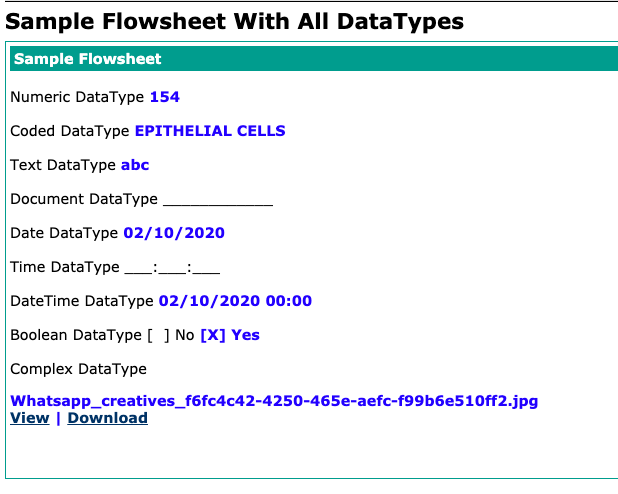 Sample Flowsheet With All DataTypes
Sample Flowsheet
Numeric DataType 154
Coded DataType EPITHELIAL CELLS
Text DataType abc
Document DataType ____________
Date DataType 02/10/2020
Time DataType ___:___:___
DateTime DataType 02/10/2020 00:00
Boolean DataType [ ] No [X] Yes
Complex DataType
Whatsapp_creatives_f6fc4c42-4250-465e-aefc-f99b6e510ff2.jpg
View | Download